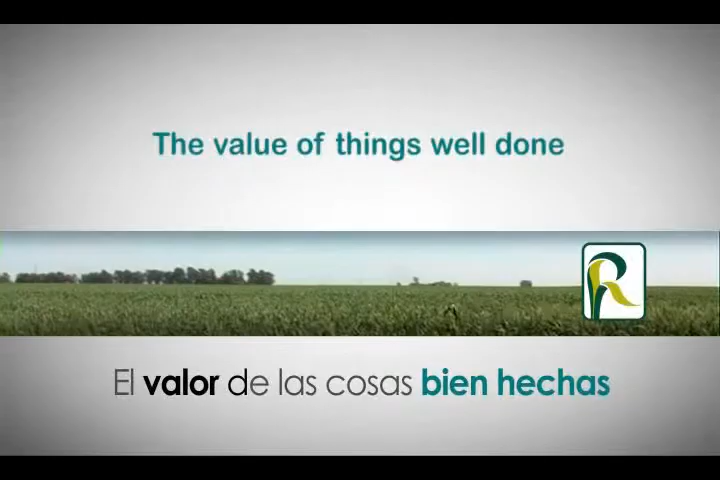 The value of things well done
R
El valor de las cosas bien hechas